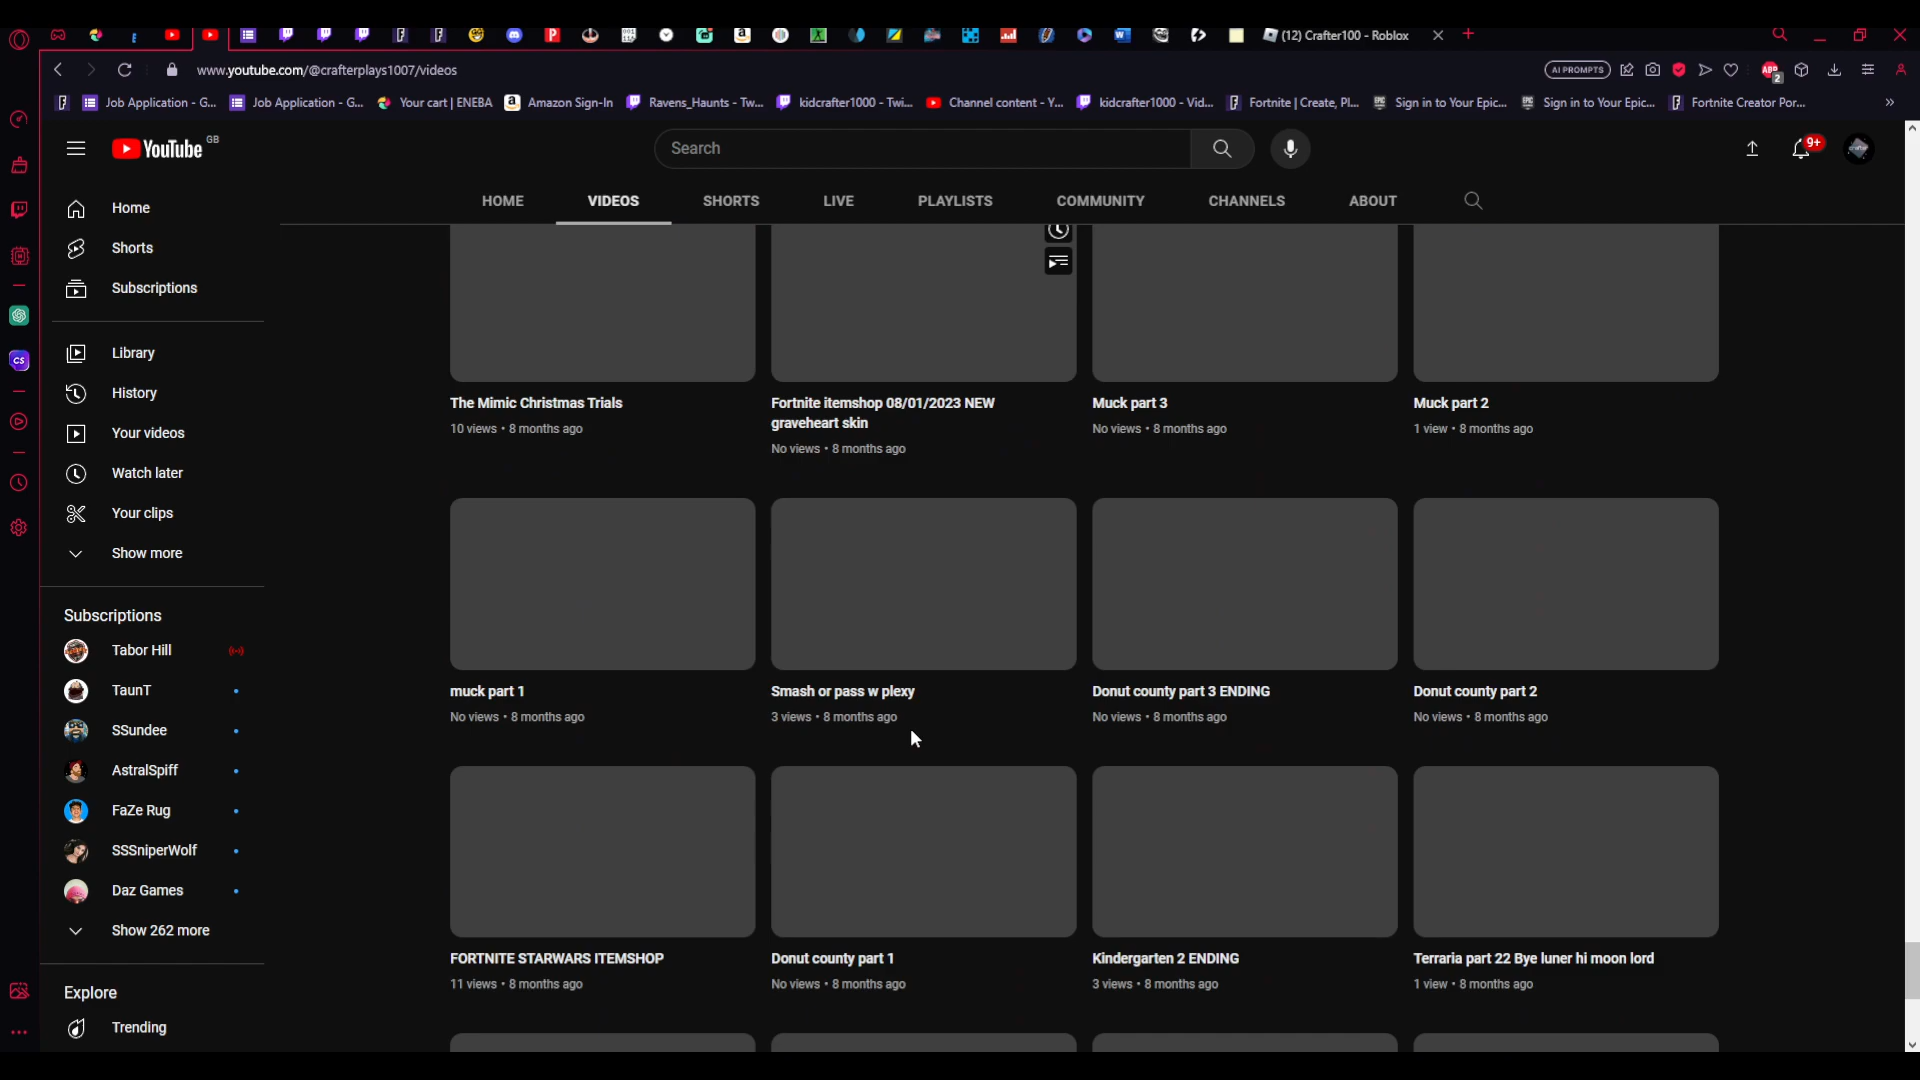 (12) Crafter100 - Roblox
www.youtube.com/@crafterplays1007/videos
AI PROMPTS
ABP
2
Job Application - G...
Job Application - G...
Your cart | ENEBA
Amazon Sign-In
Ravens_Haunts - Tw...
kidcrafter1000 - Twi...
Channel content - Y...
kidcrafter1000 - Vid...
Fortnite | Create, Pl...
Sign in to Your Epic...
Sign in to Your Epic...
Fortnite Creator Por...
YouTube GB
Search
9+
HOME
VIDEOS
SHORTS
LIVE
PLAYLISTS
COMMUNITY
CHANNELS
ABOUT
CS
Home
Shorts
Subscriptions
Library
History
Your videos
Watch later
Your clips
Show more
Subscriptions
Tabor Hill
TaunT
SSundee
AstralSpiff
FaZe Rug
SSSniperWolf
Daz Games
Show 262 more
Explore
Trending
The Mimic Christmas Trials
10 views • 8 months ago
Fortnite itemshop 08/01/2023 NEW
graveheart skin
No views • 8 months ago
Muck part 3
No views • 8 months ago
Muck part 2
1 view • 8 months ago
muck part 1
No views • 8 months ago
Smash or pass w plexy
3 views • 8 months ago
Donut county part 3 ENDING
No views • 8 months ago
Donut county part 2
No views • 8 months ago
FORTNITE STARWARS ITEMSHOP
11 views • 8 months ago
Donut county part 1
No views • 8 months ago
Kindergarten 2 ENDING
3 views • 8 months ago
Terraria part 22 Bye luner hi moon lord
1 view • 8 months ago